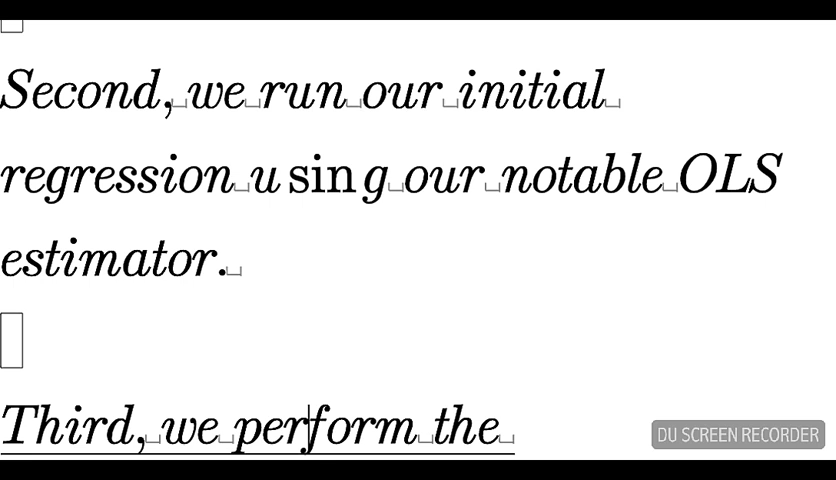 Second, we run our initial
regression using our notable OLS
estimator.
Third, we perform the
DU SCREEN RECORDER